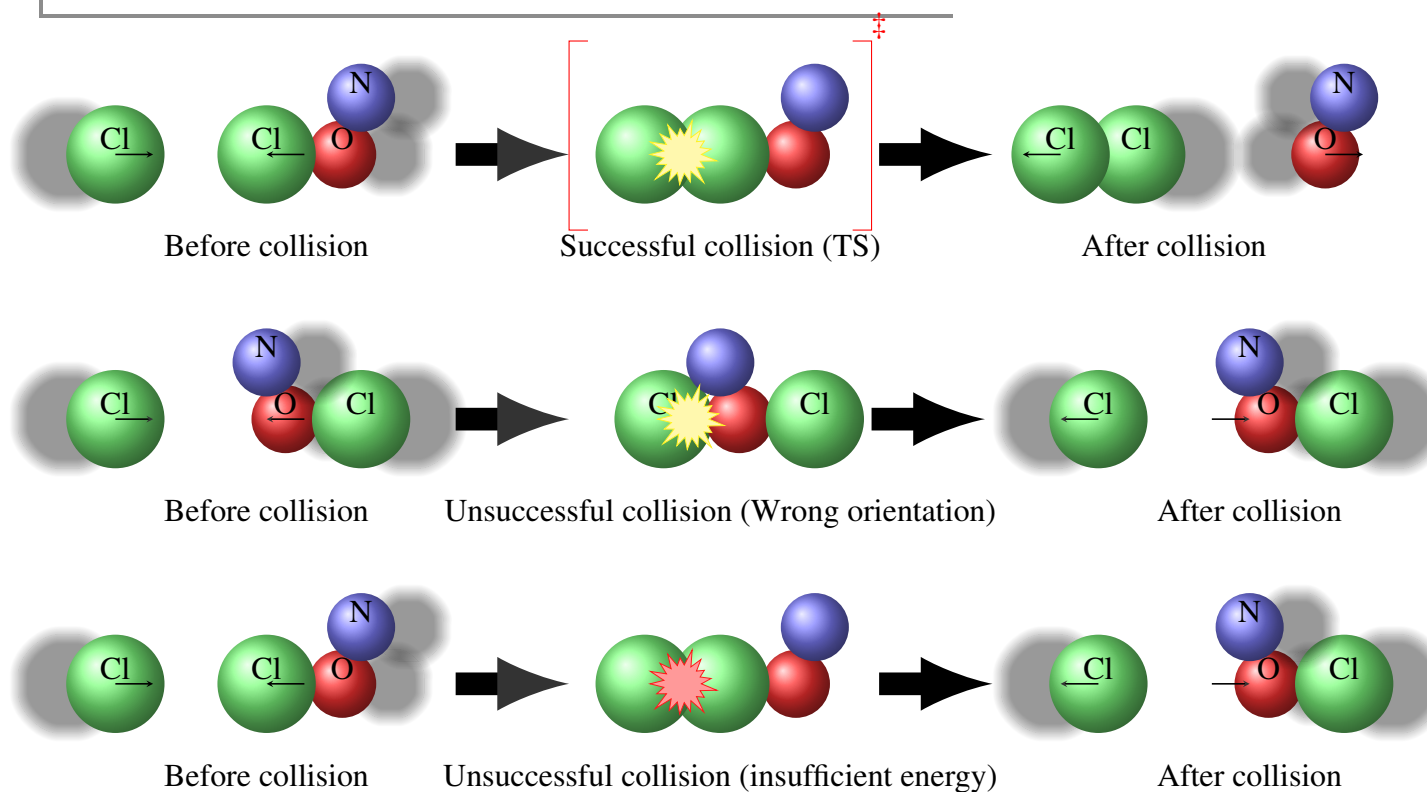 ‡
N
Cl Cl O
Cl Cl O N
Before collision Successful collision (TS) After collision
N N
Cl O Cl Cl Cl Cl O Cl
Before collision Unsuccessful collision (Wrong orientation) After collision
N N
Cl Cl O Cl O Cl
Before collision Unsuccessful collision (insufficient energy) After collision